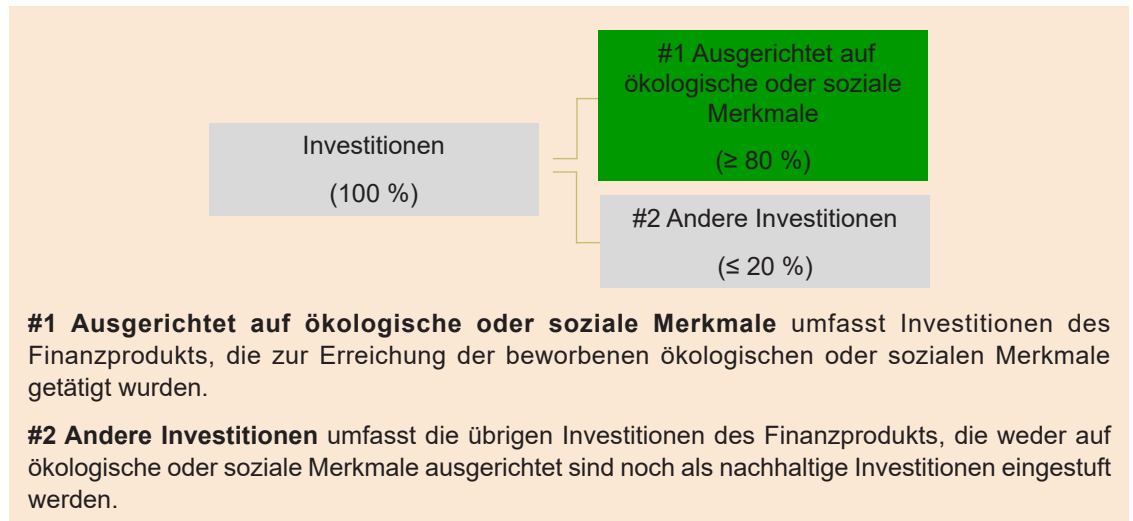 #1 Ausgerichtet auf
ökologische oder soziale
Merkmale
(≥ 80 %)
Investitionen
(100 %)
#2 Andere Investitionen
(≤ 20 %)
#1 Ausgerichtet auf ökologische oder soziale Merkmale umfasst Investitionen des
Finanzprodukts, die zur Erreichung der beworbenen ökologischen oder sozialen Merkmale
getätigt wurden.
#2 Andere Investitionen umfasst die übrigen Investitionen des Finanzprodukts, die weder auf
ökologische oder soziale Merkmale ausgerichtet sind noch als nachhaltige Investitionen eingestuft
werden.